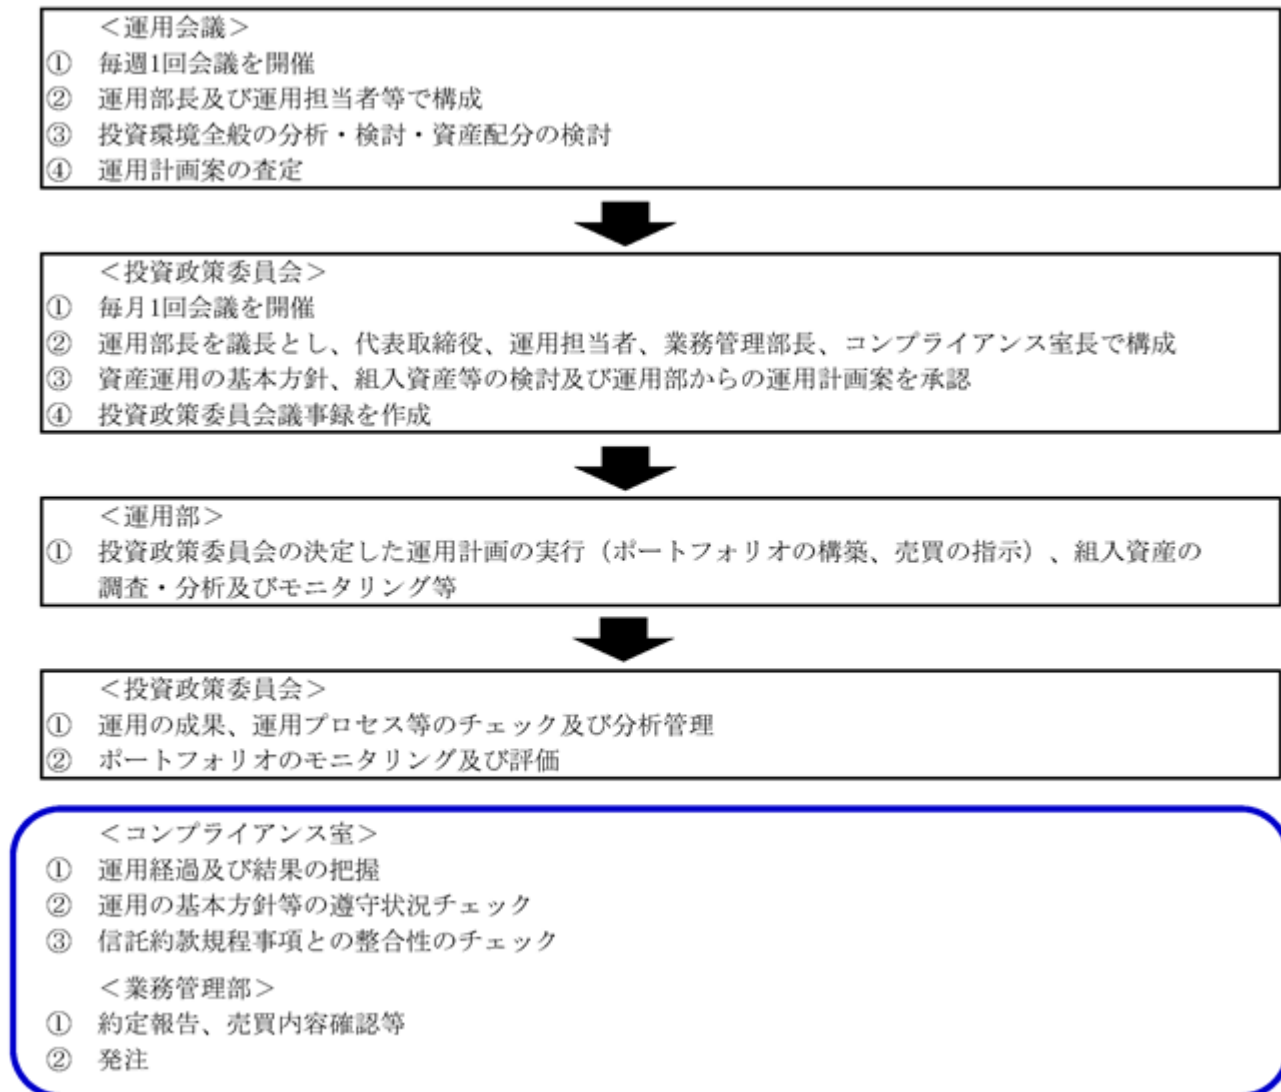 ＜運用会議＞
① 毎週1回会議を開催
② 運用部長及び運用担当者等で構成
③ 投資環境全般の分析・検討・資産配分の検討
④ 運用計画案の査定
＜投資政策委員会＞
① 毎月1回会議を開催
② 運用部長を議長とし、代表取締役、運用担当者、業務管理部長、コンプライアンス室長で構成
③ 資産運用の基本方針、組入資産等の検討及び運用部からの運用計画案を承認
④ 投資政策委員会議事録を作成
＜運用部＞
① 投資政策委員会の決定した運用計画の実行（ポートフォリオの構築、売買の指示）、組入資産の
調査・分析及びモニタリング等
＜投資政策委員会＞
① 運用の成果、運用プロセス等のチェック及び分析管理
② ポートフォリオのモニタリング及び評価
＜コンプライアンス室＞
① 運用経過及び結果の把握
② 運用の基本方針等の遵守状況チェック
③ 信託約款規程事項との整合性のチェック
＜業務管理部＞
① 約定報告、売買内容確認等
② 発注